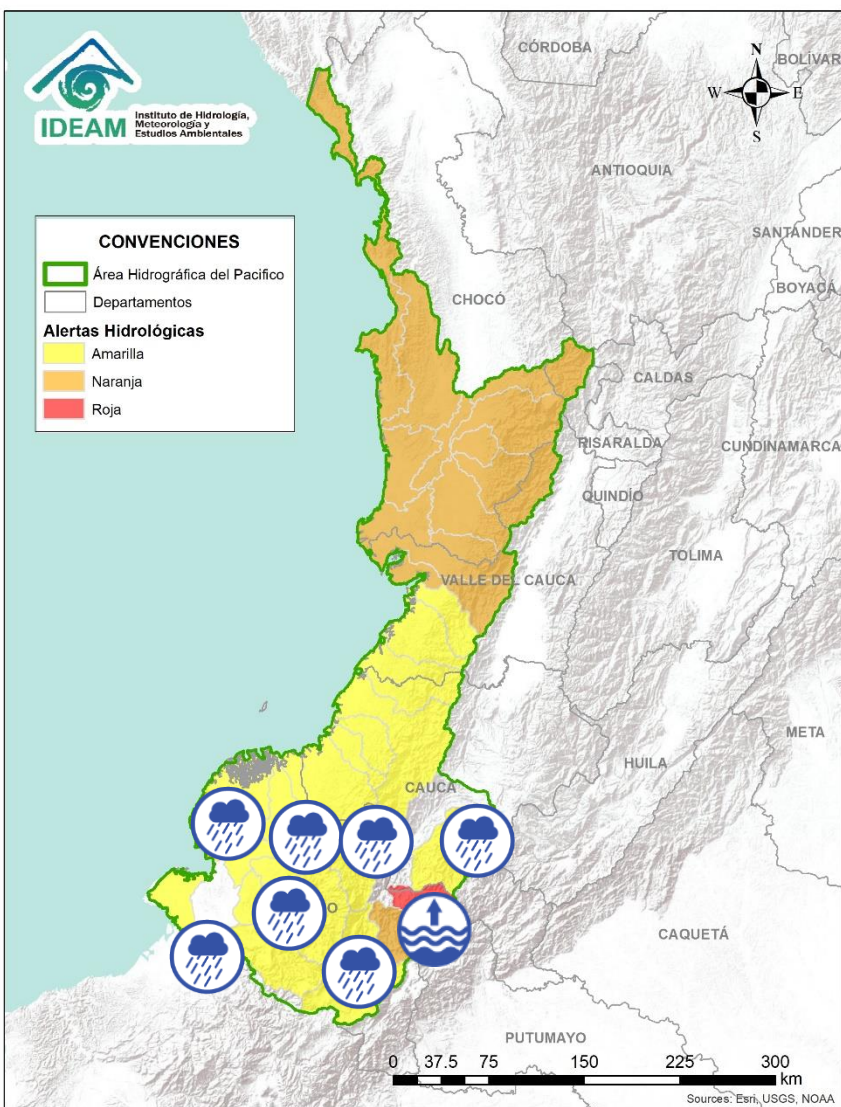 IDEAM
Instituto de Hidrología,
Meteorología y
Estudios Ambientales
CÓRDOBA
BOLÍVAR
N
W
E
S
ANTIOQUIA
SANTANDER
BOYACÁ
CONVENCIONES
Área Hidrográfica del Pacifico
Departamentos
Alertas Hidrológicas
Amarilla
Naranja
Roja
CHOCÓ
CALDAS
RISARALDA
CUNDINAMARCA
QUINDÍO
TOLIMA
VALLE DEL CAUCA
META
HUILA
CAUCA
O
CAQUETÁ
PUTUMAYO
0 37.5 75 150 225 300
km
Sources: Esri, USGS, NOAA